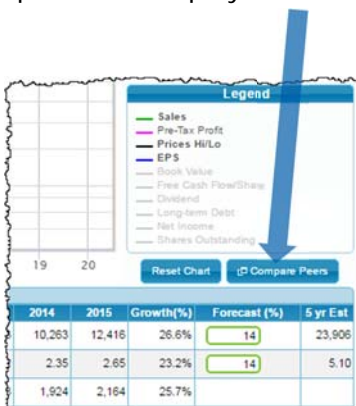 Legend
Sales
Pre-Tax Profit
Prices Hi/Lo
EPS
Book Value
Free Cash Flow/Share
Dividend
Long-term Debt
Net Income
Shares Outstanding
19 20
Reset Chart Compare Peers
2014 2015 Growth(%) Forecast (%) 5 yr Est
10,263 12,416 26.6% 14 23,906
2.35 2.65 23.2% 14 5.10
1,924 2,164 25.7%